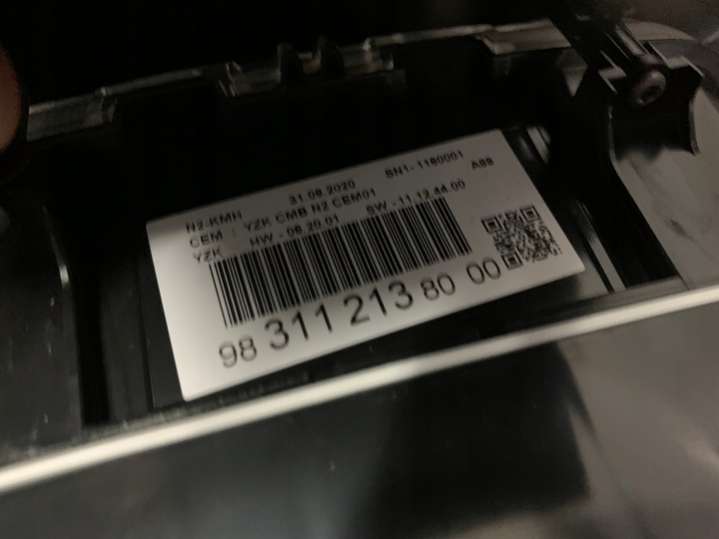 N2-KMH 31.08.2020 SN1-1180001 A88
CEM : YZK CMB N2 CEM01
YZK HW - 08.20.01 SW -11.12.44.00
98 311 213 80 00